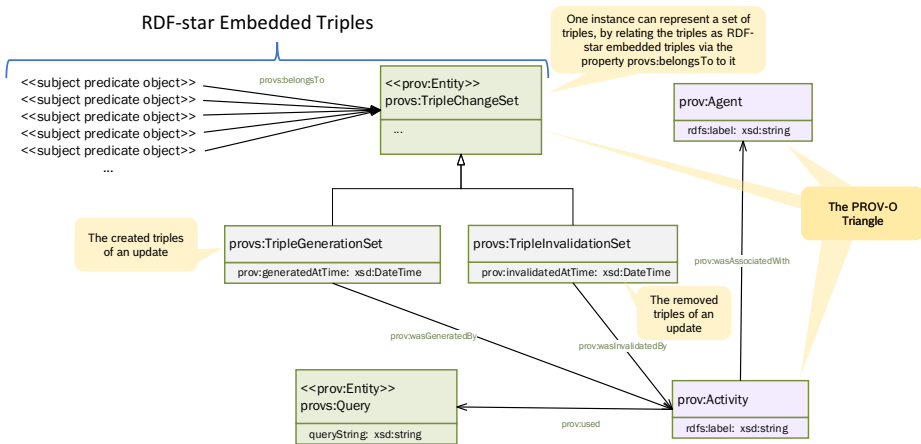 RDF-star Embedded Triples
One instance can represent a set of
triples, by relating the triples as RDF-
star embedded triples via the
property provs:belongsTo to it
provs:belongsTo
<<subject predicate object>>
<<subject predicate object>>
<<subject predicate object>>
<<subject predicate object>>
<<subject predicate object>>
...
<<prov:Entity>>
provs:TripleChangeSet
...
prov:Agent
rdfs:label: xsd:string
The PROV-O
Triangle
The created triples
of an update
provs:TripleGenerationSet
prov:generatedAtTime: xsd:DateTime
provs:TripleInvalidationSet
prov:invalidatedAtTime: xsd:DateTime
prov:wasAssociatedWith
The removed
triples of an
update
prov:wasGeneratedBy
prov:wasInvalidatedBy
<<prov:Entity>>
provs:Query
queryString: xsd:string
prov:used
prov:Activity
rdfs:label: xsd:string